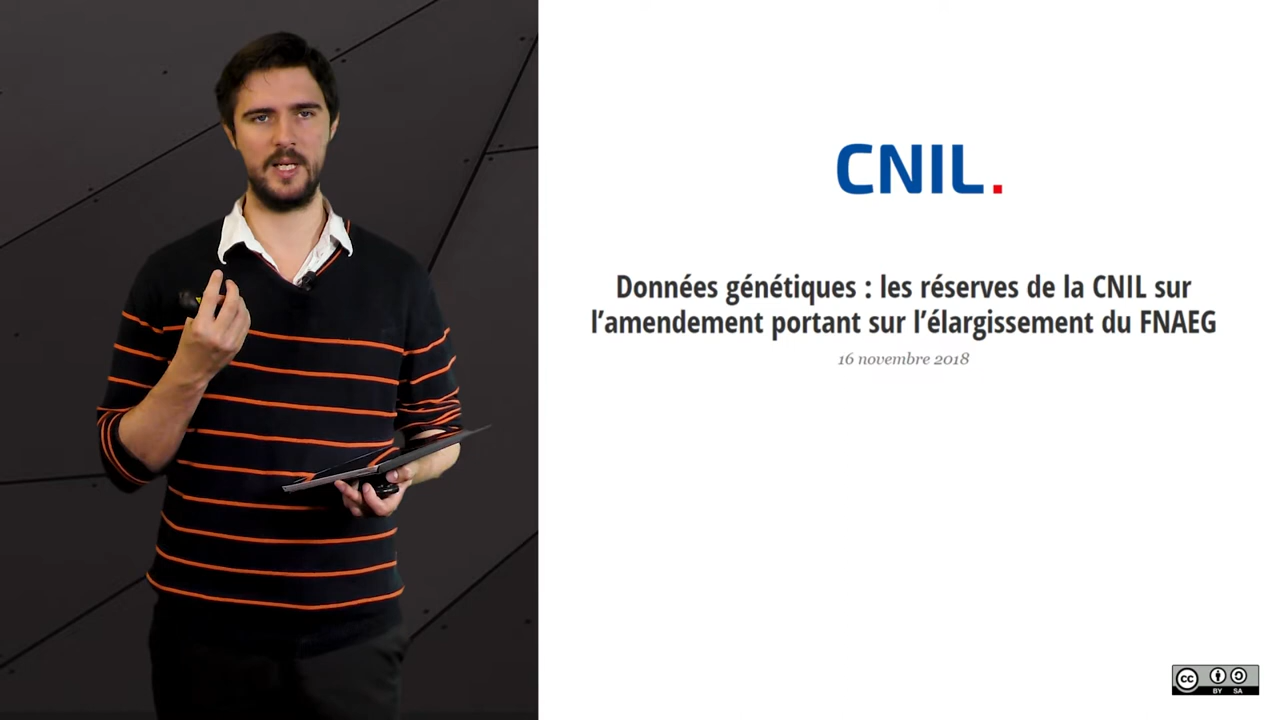 CNIL.
Données génétiques : les réserves de la CNIL sur
l’amendement portant sur l’élargissement du FNAEG
16 novembre 2018
cc
BY SA